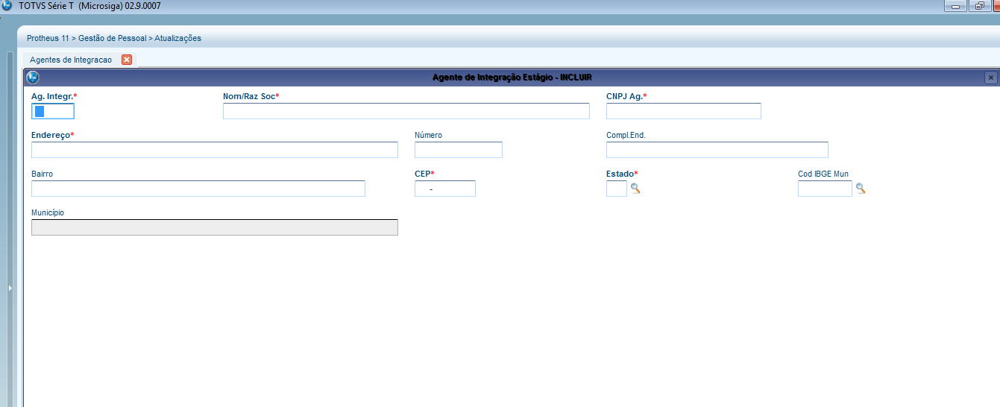 TOTVS Série T (Microsiga) 02.9.0007
Protheus 11 > Gestão de Pessoal > Atualizações
Agentes de Integracao
Agente de Integração Estágio - INCLUIR
Ag. Integr.* Nom/Raz Soc* CNPJ Ag.*
Endereço* Número Compl.End.
Bairro CEP* Estado* Cod IBGE Mun
-
Município